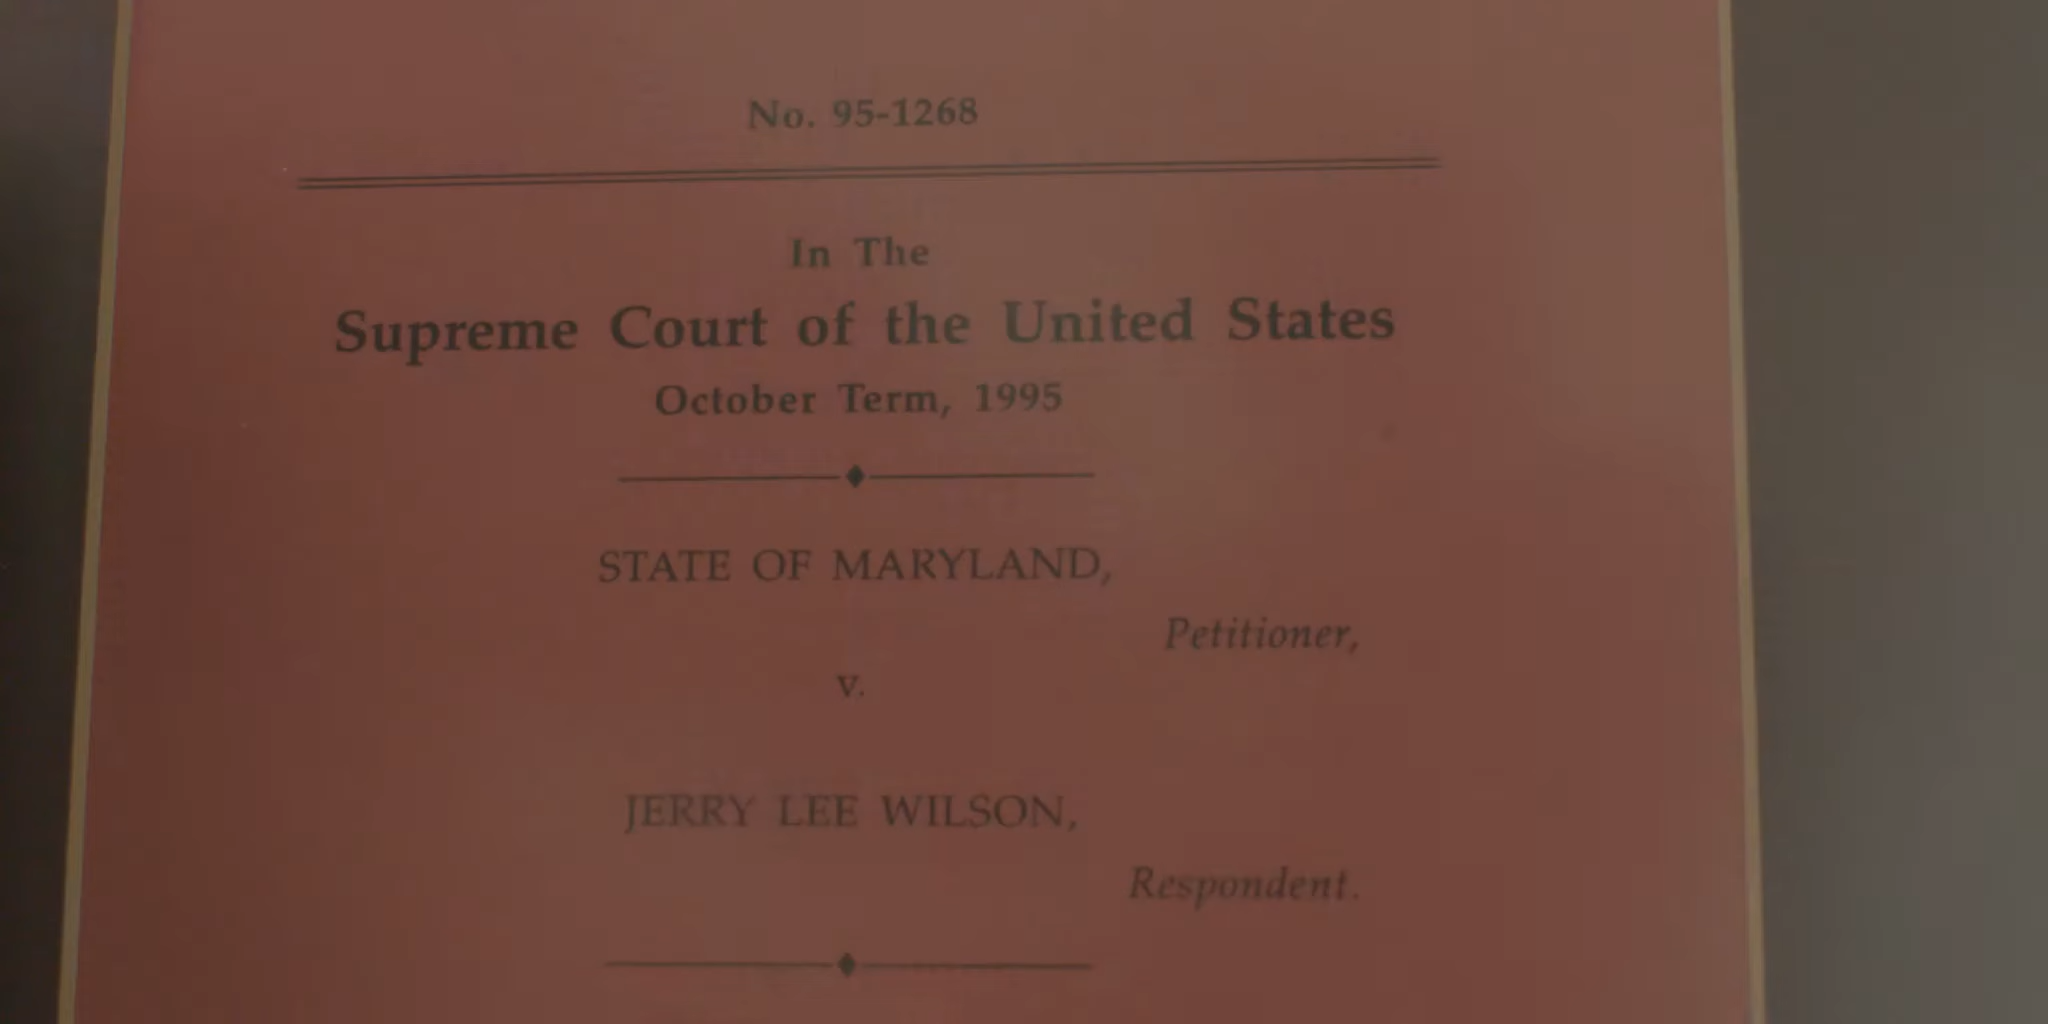 No. 95-1268
In The
Supreme Court of the United States
October Term, 1995
STATE OF MARYLAND,
Petitioner,
v.
JERRY LEE WILSON,
Respondent.